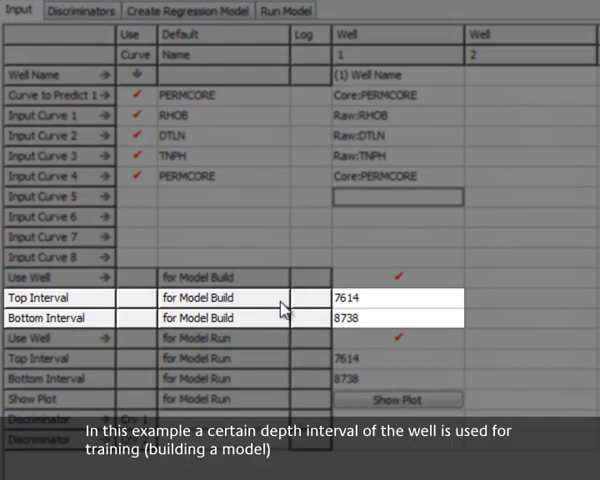 Input Discriminators Create Regression Model Run Model
Use Default Log Well Well
Curve Name 1 2
Well Name (1) Well Name
Curve to Predict 1 PERMCORE Core:PERMCORE
Input Curve 1 RHOB Raw:RHOB
Input Curve 2 DTLN Raw:DTLN
Input Curve 3 TNPH Raw:TNPH
Input Curve 4 PERMCORE Core:PERMCORE
Input Curve 5
Input Curve 6
Input Curve 7
Input Curve 8
Use Well for Model Build
Top Interval for Model Build 7614
Bottom Interval for Model Build 8738
Use Well for Model Run
Top Interval for Model Run 7614
Bottom Interval for Model Run 8738
Show Plot for Model Run Show Plot
Discriminator Crv 1
Discriminator
In this example a certain depth interval of the well is used for
training (building a model)